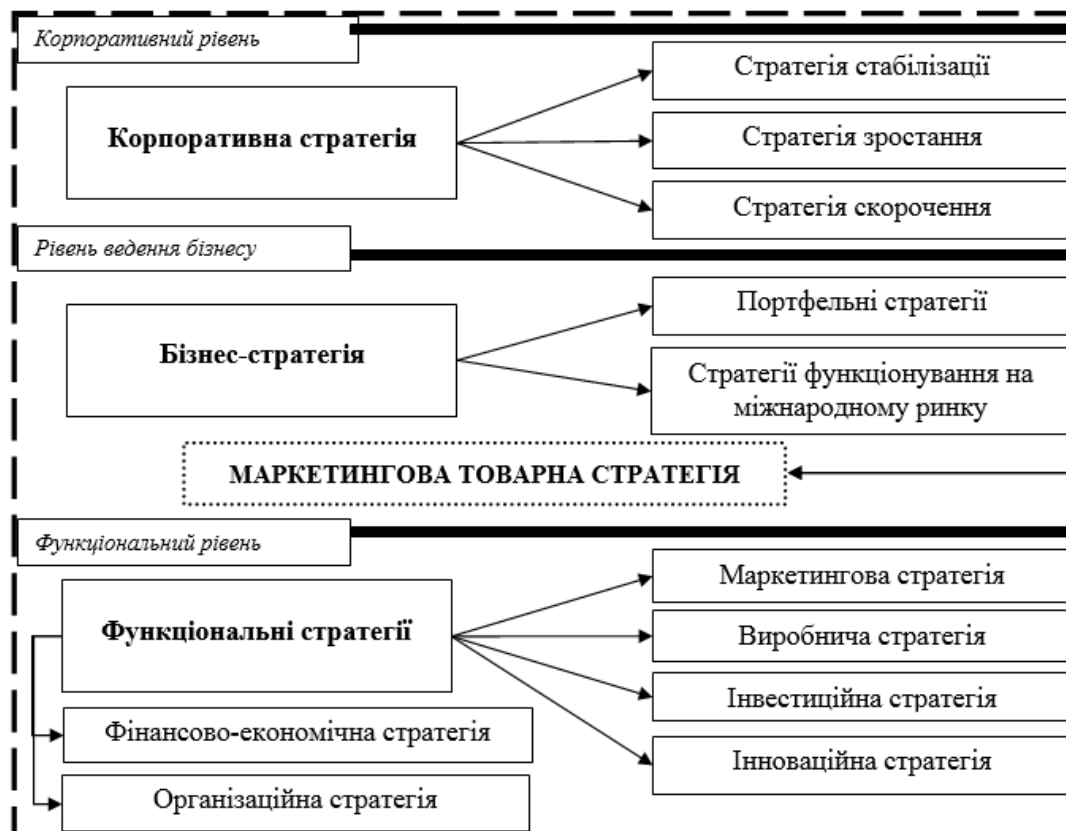 Корпоративний рівень
Корпоративна стратегія
Стратегія стабілізації
Стратегія зростання
Стратегія скорочення
Рівень ведення бізнесу
Бізнес-стратегія
Портфельні стратегії
Стратегії функціонування на
міжнародному ринку
МАРКЕТИНГОВА ТОВАРНА СТРАТЕГІЯ
Функціональний рівень
Функціональні стратегії
Маркетингова стратегія
Виробнича стратегія
Інвестиційна стратегія
Інноваційна стратегія
Фінансово-економічна стратегія
Організаційна стратегія